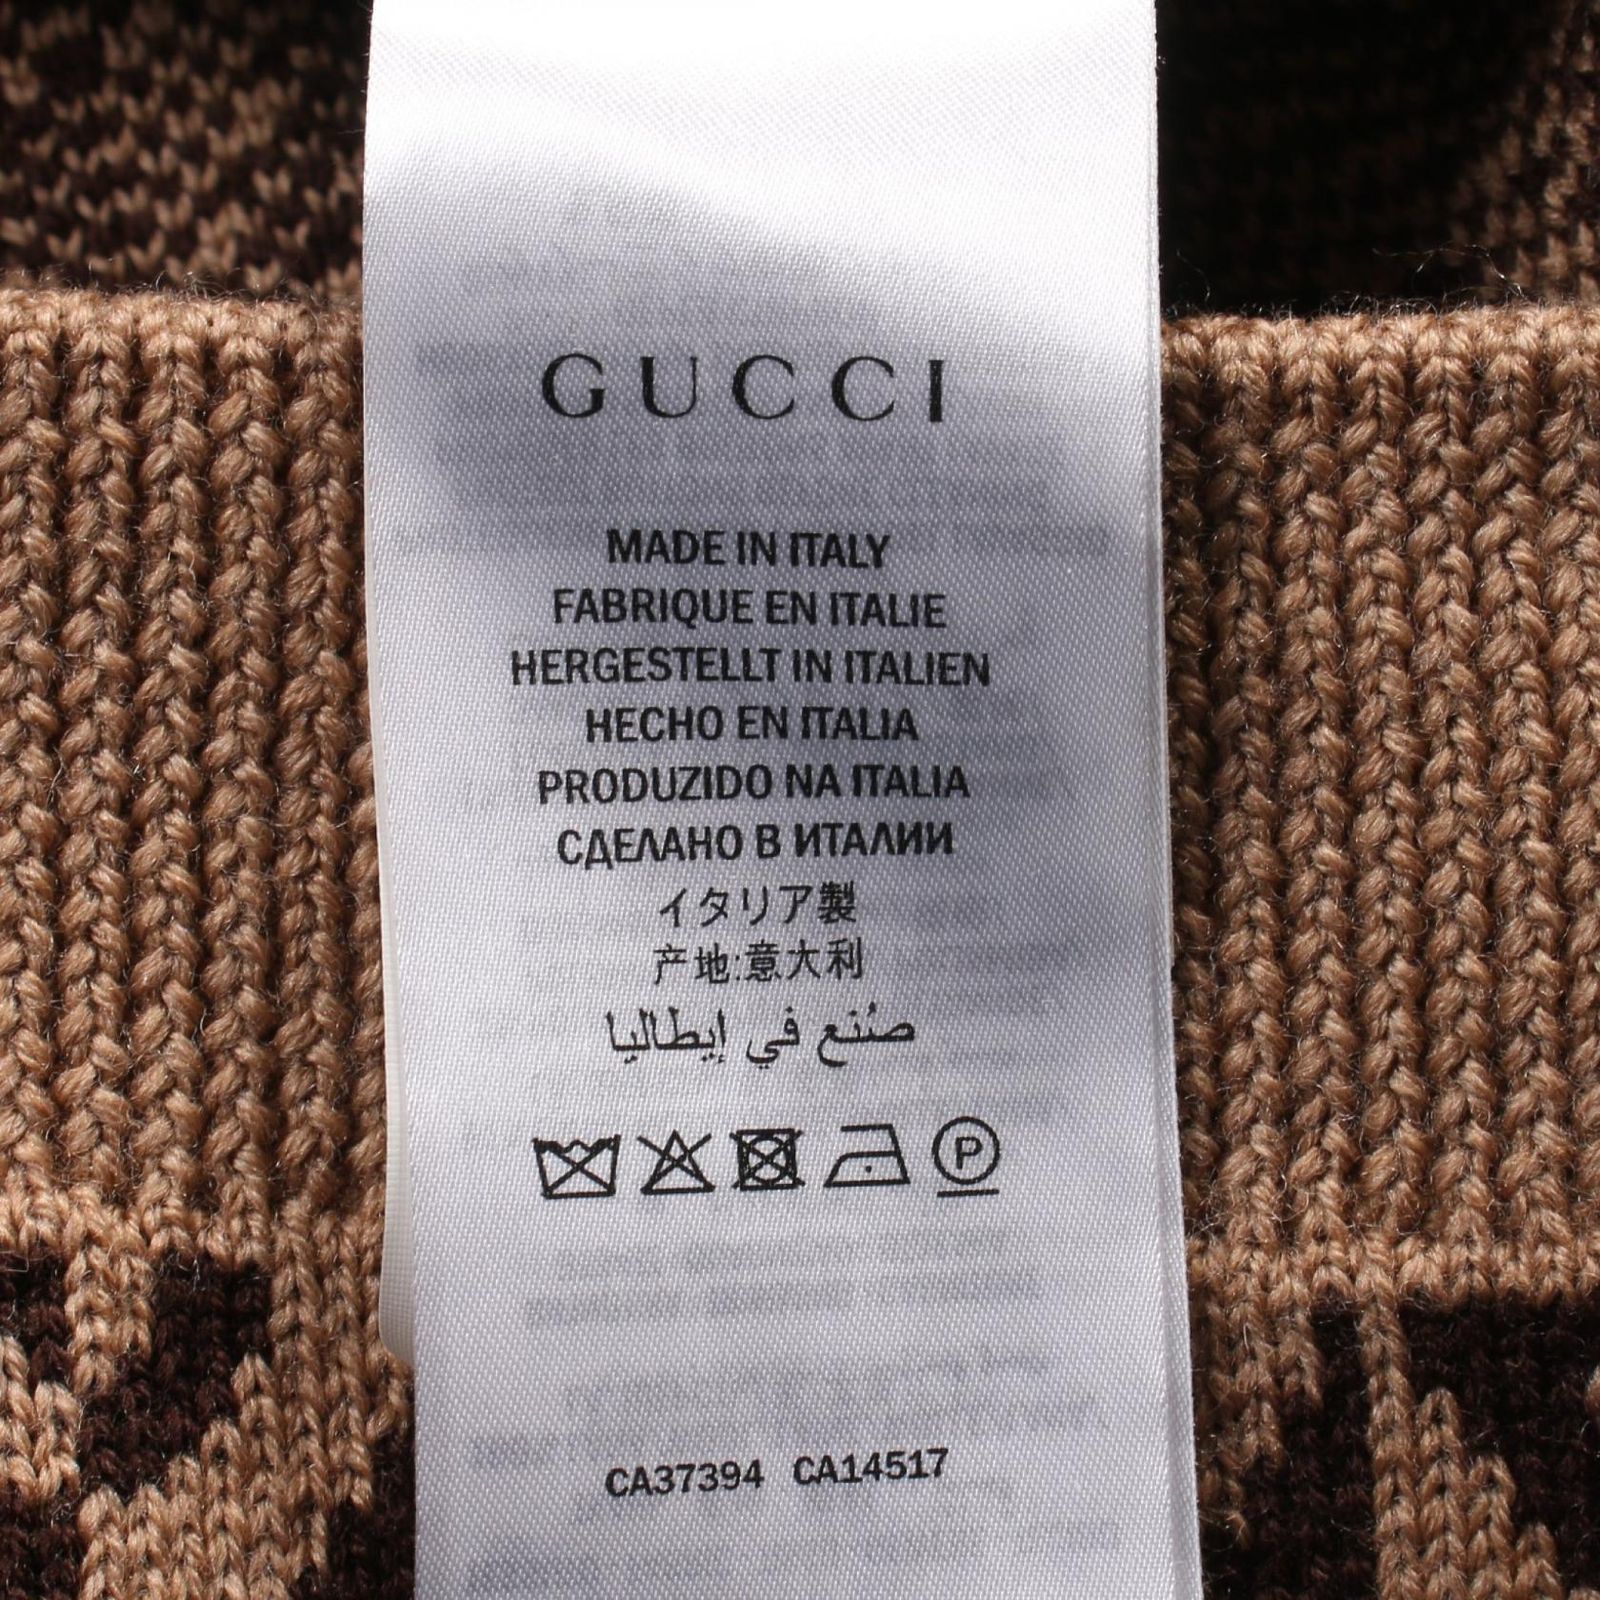 GUCCI
MADE IN ITALY
FABRIQUE EN ITALIE
HERGESTELLT IN ITALIEN
HECHO EN ITALIA
PRODUZIDO NA ITALIA
СДЕЛАНО В ИТАЛИИ
イタリア製
产地:意大利
صُنع في إيطاليا
P
CA37394 CA14517